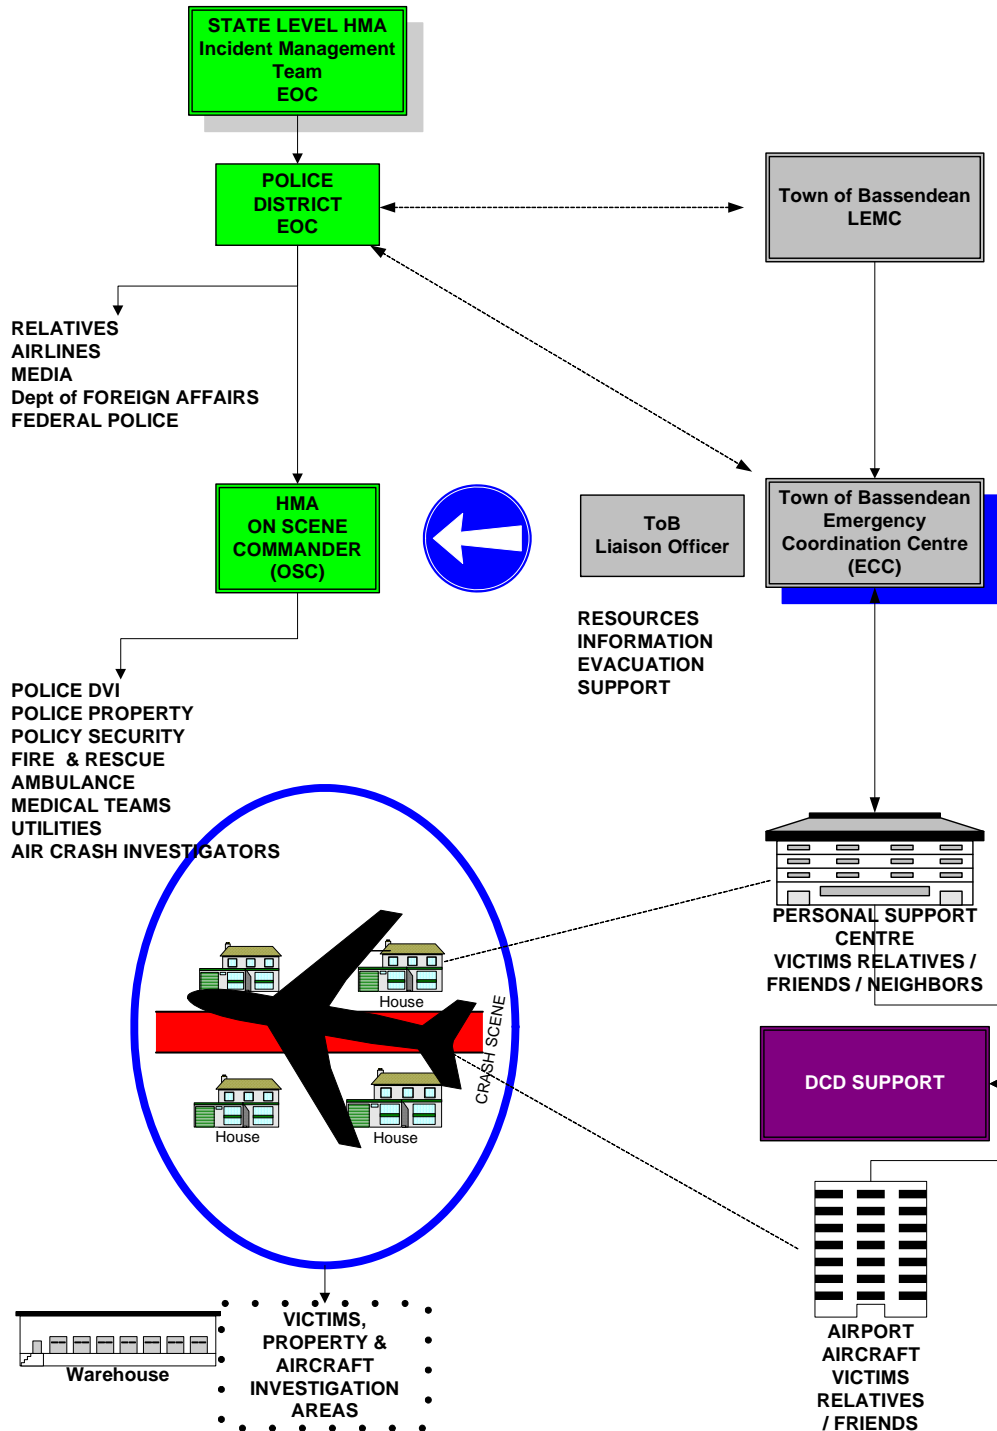 STATE LEVEL HMA
Incident Management
Team
EOC
POLICE
DISTRICT
EOC
Town of Bassendean
LEMC
RELATIVES
AIRLINES
MEDIA
Dept of FOREIGN AFFAIRS
FEDERAL POLICE
HMA
ON SCENE
COMMANDER
(OSC)
ToB
Liaison Officer
Town of Bassendean
Emergency
Coordination Centre
(ECC)
RESOURCES
INFORMATION
EVACUATION
SUPPORT
POLICE DVI
POLICE PROPERTY
POLICY SECURITY
FIRE & RESCUE
AMBULANCE
MEDICAL TEAMS
UTILITIES
AIR CRASH INVESTIGATORS
PERSONAL SUPPORT
CENTRE
VICTIMS RELATIVES /
FRIENDS / NEIGHBORS
House
CRASH SCENE
House
House
DCD SUPPORT
Warehouse
VICTIMS,
PROPERTY &
AIRCRAFT
INVESTIGATION
AREAS
AIRPORT
AIRCRAFT
VICTIMS
RELATIVES
/ FRIENDS